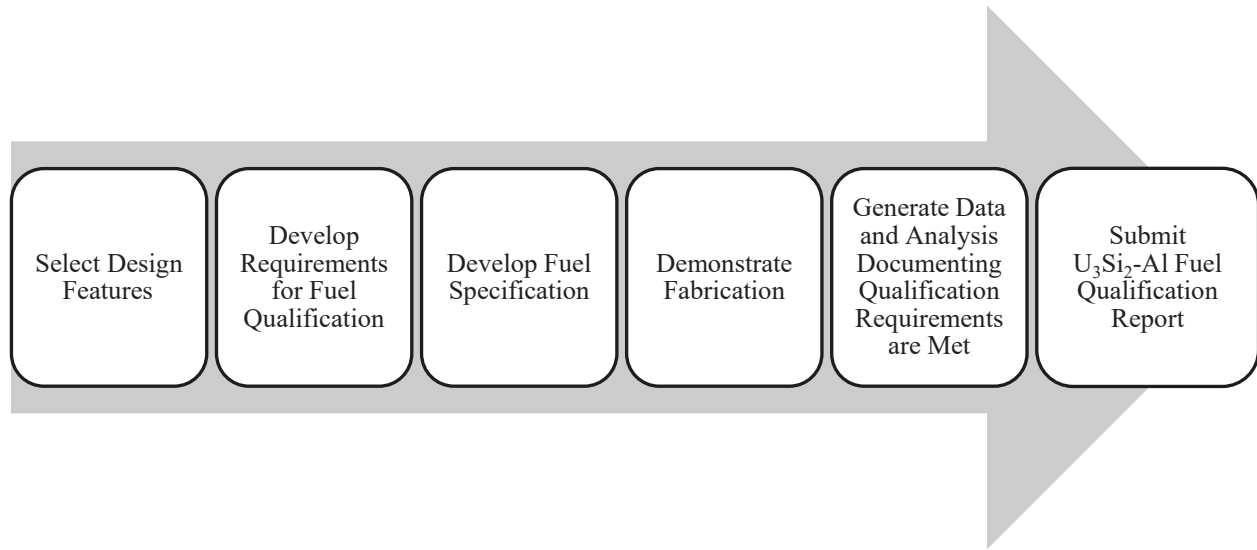 Select Design
Features
Develop
Requirements
for Fuel
Qualification
Develop Fuel
Specification
Demonstrate
Fabrication
Generate Data
and Analysis
Documenting
Qualification
Requirements
are Met
Submit
U₃Si₂-Al Fuel
Qualification
Report